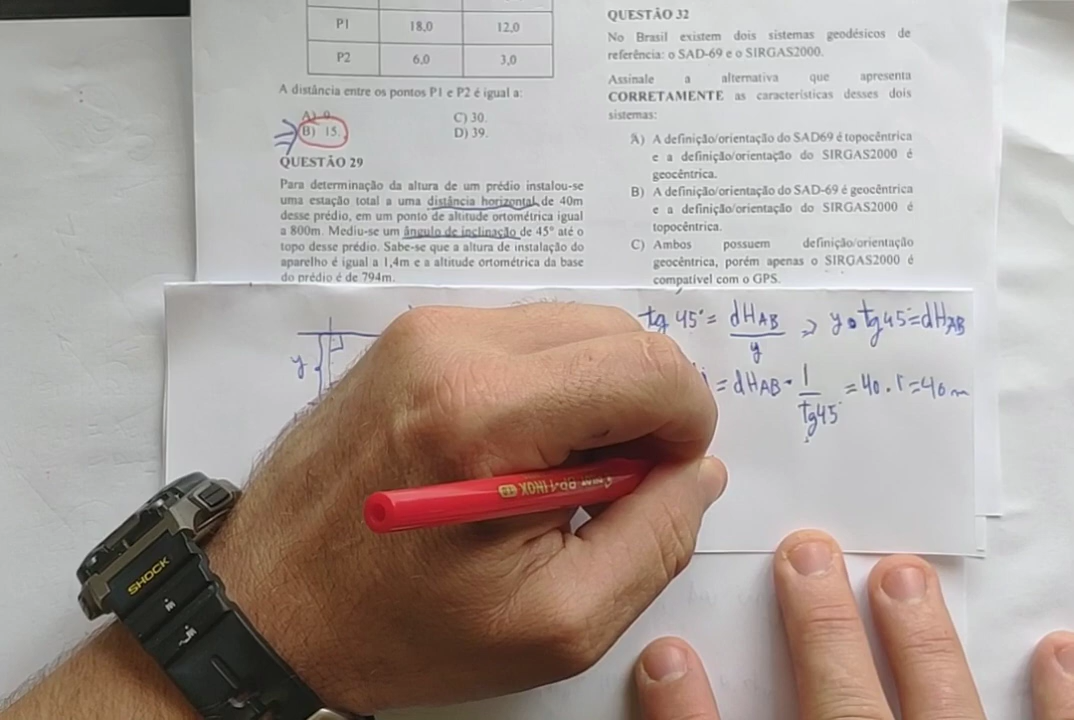 P1 18,0 12,0
P2 6,0 3,0
A distância entre os pontos P1 e P2 é igual a:
A) 9.
B) 15.
C) 30.
D) 39.
QUESTÃO 29
Para determinação da altura de um prédio instalou-se
uma estação total a uma distância horizontal de 40m
desse prédio, em um ponto de altitude ortométrica igual
a 800m. Mediu-se um ângulo de inclinação de 45° até o
topo desse prédio. Sabe-se que a altura de instalação do
aparelho é igual a 1,4m e a altitude ortométrica da base
do prédio é de 794m.
QUESTÃO 32
No Brasil existem dois sistemas geodésicos de
referência: o SAD-69 e o SIRGAS2000.
Assinale a alternativa que apresenta
CORRETAMENTE as características desses dois
sistemas:
A) A definição/orientação do SAD69 é topocêntrica
e a definição/orientação do SIRGAS2000 é
geocêntrica.
B) A definição/orientação do SAD-69 é geocêntrica
e a definição/orientação do SIRGAS2000 é
topocêntrica.
C) Ambos possuem definição/orientação
geocêntrica, porém apenas o SIRGAS2000 é
compatível com o GPS.
y
tg 45° = dHAB / y => y • tg 45° = dHAB
= dHAB • 1 / tg45° = 40 . 1 = 40 m
BP-1 INOX
SHOCK